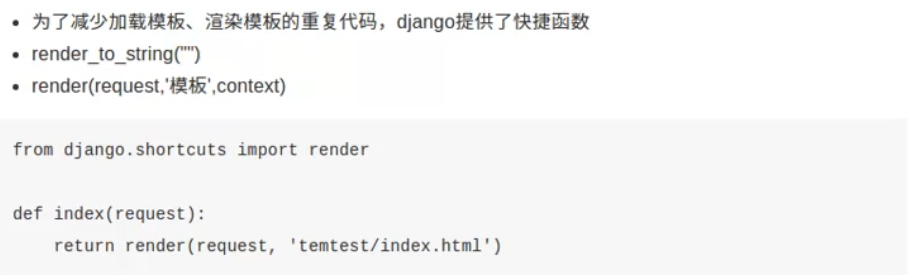 为了减少加载模板、渲染模板的重复代码，django提供了快捷函数
render_to_string("")
render(request,'模板',context)
from django.shortcuts import render
def index(request):
    return render(request, 'temtest/index.html')